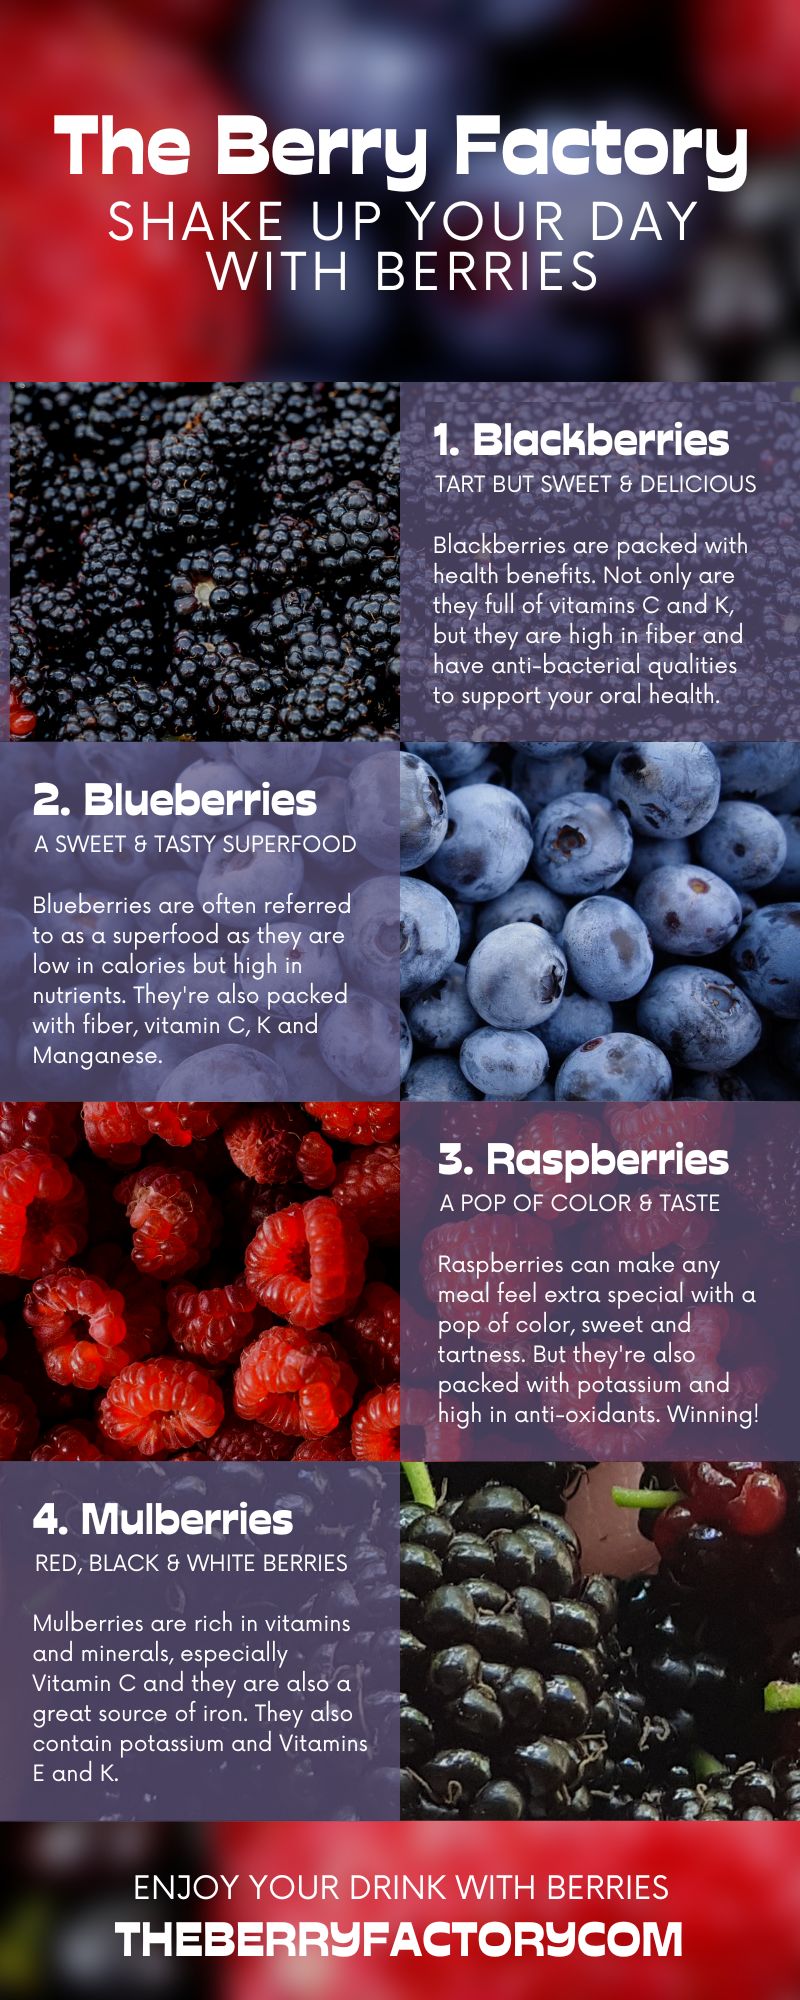 The Berry Factory
SHAKE UP YOUR DAY
WITH BERRIES
1. Blackberries
TART BUT SWEET & DELICIOUS
Blackberries are packed with
health benefits. Not only are
they full of vitamins C and K,
but they are high in fiber and
have anti-bacterial qualities
to support your oral health.
2. Blueberries
A SWEET & TASTY SUPERFOOD
Blueberries are often referred
to as a superfood as they are
low in calories but high in
nutrients. They're also packed
with fiber, vitamin C, K and
Manganese.
3. Raspberries
A POP OF COLOR & TASTE
Raspberries can make any
meal feel extra special with a
pop of color, sweet and
tartness. But they're also
packed with potassium and
high in anti-oxidants. Winning!
4. Mulberries
RED, BLACK & WHITE BERRIES
Mulberries are rich in vitamins
and minerals, especially
Vitamin C and they are also a
great source of iron. They also
contain potassium and Vitamins
E and K.
ENJOY YOUR DRINK WITH BERRIES
THEBERRYFACTORYCOM